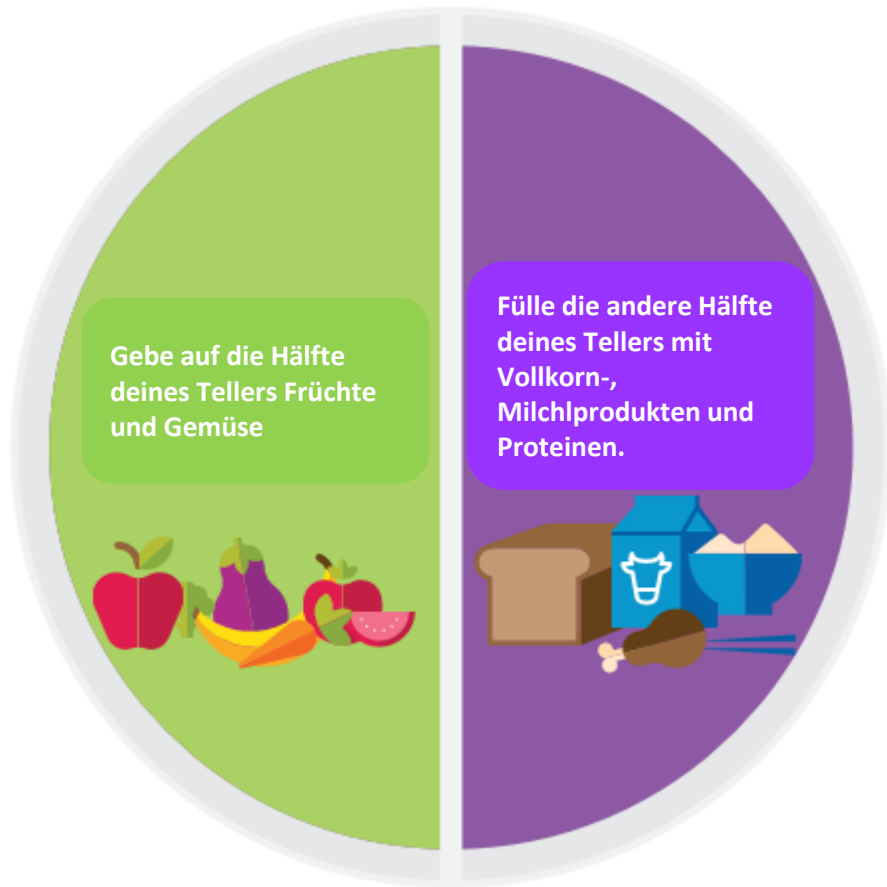 Gebe auf die Hälfte
deines Tellers Früchte
und Gemüse
Fülle die andere Hälfte
deines Tellers mit
Vollkorn-,
Milchlprodukten und
Proteinen.